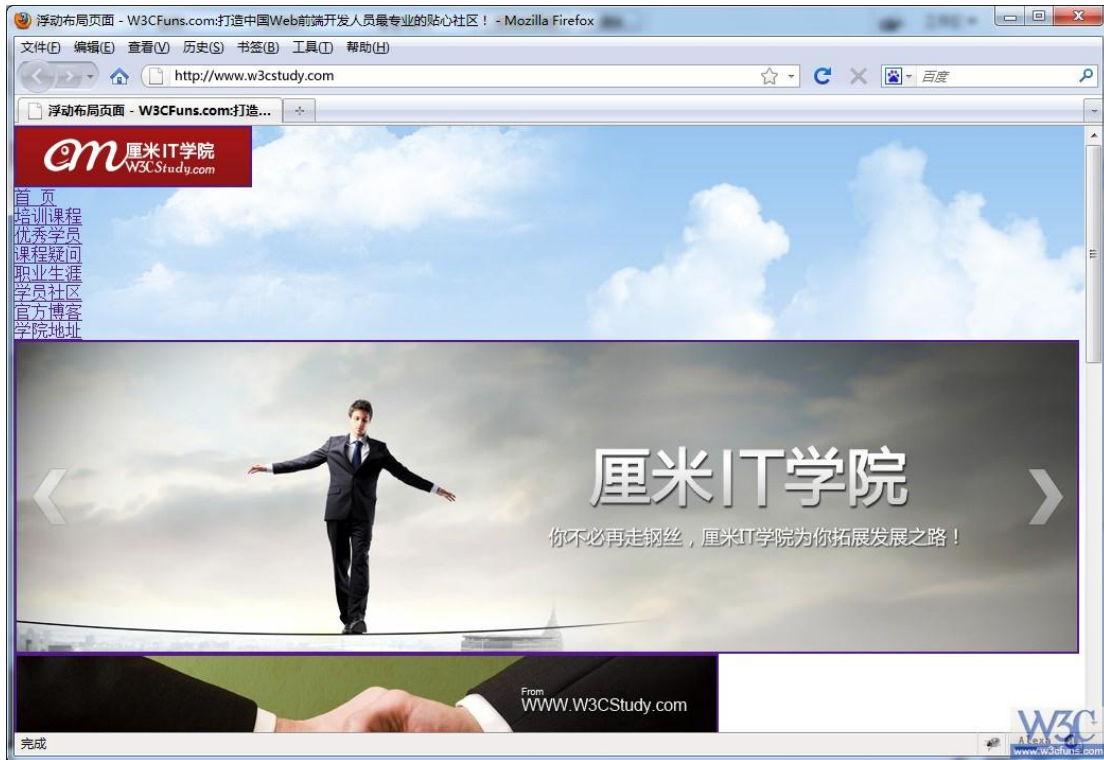 浮动布局页面 - W3CFuns.com:打造中国Web前端开发人员最专业的贴心社区！ - Mozilla Firefox
文件(F) 编辑(E) 查看(V) 历史(S) 书签(B) 工具(T) 帮助(H)
http://www.w3cstudy.com
百度
浮动布局页面 - W3CFuns.com:打造...
厘米IT学院
W3CStudy.com
首 页
培训课程
优秀学员
课程疑问
职业生涯
学员社区
官方博客
学院地址
厘米IT学院
你不必再走钢丝，厘米IT学院为你拓展发展之路！
From
WWW.W3CStudy.com
完成
W3C
Alexa
www.w3cfuns.com